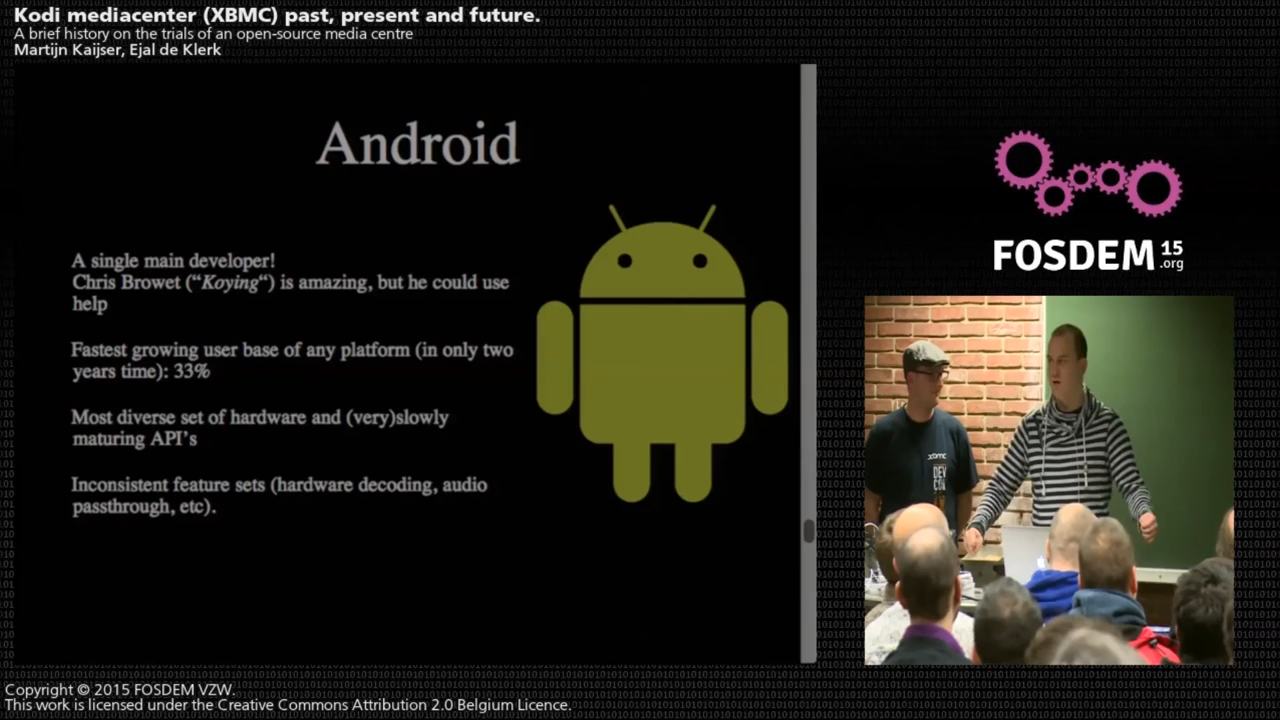 Kodi mediacenter (XBMC) past, present and future.
A brief history on the trials of an open-source media centre
Martijn Kaijser, Ejal de Klerk
Android
A single main developer!
Chris Browet (“Koying“) is amazing, but he could use
help
Fastest growing user base of any platform (in only two
years time): 33%
Most diverse set of hardware and (very)slowly
maturing API’s
Inconsistent feature sets (hardware decoding, audio
passthrough, etc).
FOSDEM 15
.org
xbmc
DEV
CON
Copyright © 2015 FOSDEM VZW.
This work is licensed under the Creative Commons Attribution 2.0 Belgium Licence.